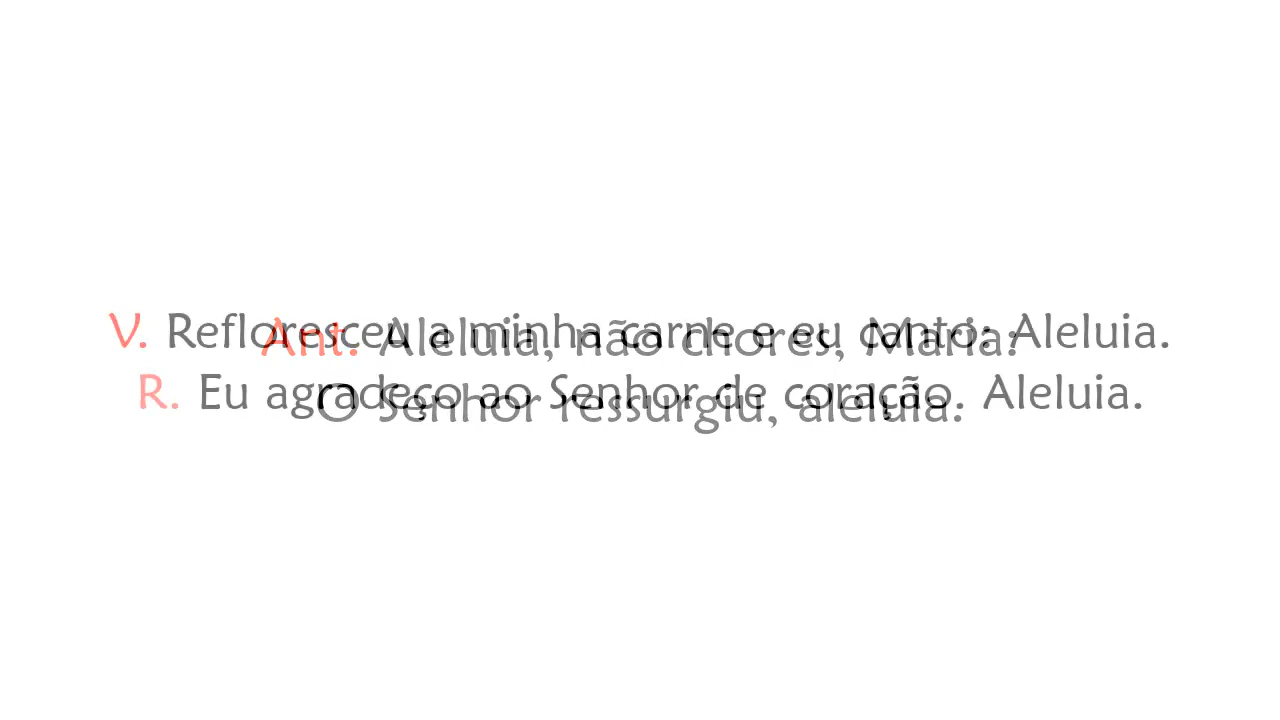 V. Refloresceu a minha carne e eu canto: Aleluia.
R. Eu agradeço ao Senhor de coração. Aleluia.
Ant. Aleluia, não chores, Maria:
O Senhor ressurgiu, aleluia.